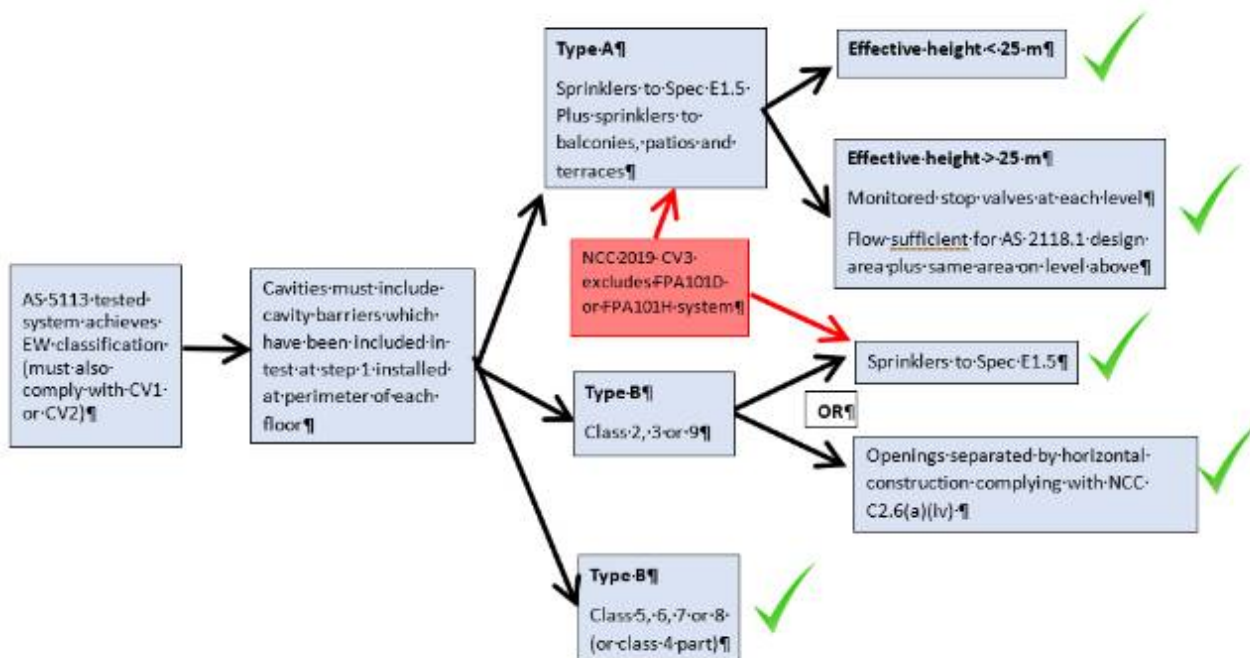 Type·A¶
Sprinklers·to·Spec·E1.5·
Plus·sprinklers·to·
balconies,·patios·and·
terraces¶
Effective·height·<·25·m¶
Effective·height·>·25·m¶
Monitored·stop·valves·at·each·level¶
Flow·sufficient·for·AS·2118.1·design·
area·plus·same·area·on·level·above¶
NCC·2019·CV3·
excludes·FPA101D·
or·FPA101H·system¶
AS·5113·tested·
system·achieves·
EW·classification·
(must·also·
comply·with·CV1·
or·CV2)¶
Cavities·must·include·
cavity·barriers·which·
have·been·included·in·
test·at·step·1·installed·
at·perimeter·of·each·
floor¶
Sprinklers·to·Spec·E1.5¶
Type·B¶
Class·2,·3·or·9¶
OR¶
Openings·separated·by·horizontal·
construction·complying·with·NCC·
C2.6(a)(iv)·¶
Type·B¶
Class·5,·6,·7·or·8·
(or·class·4·part)¶